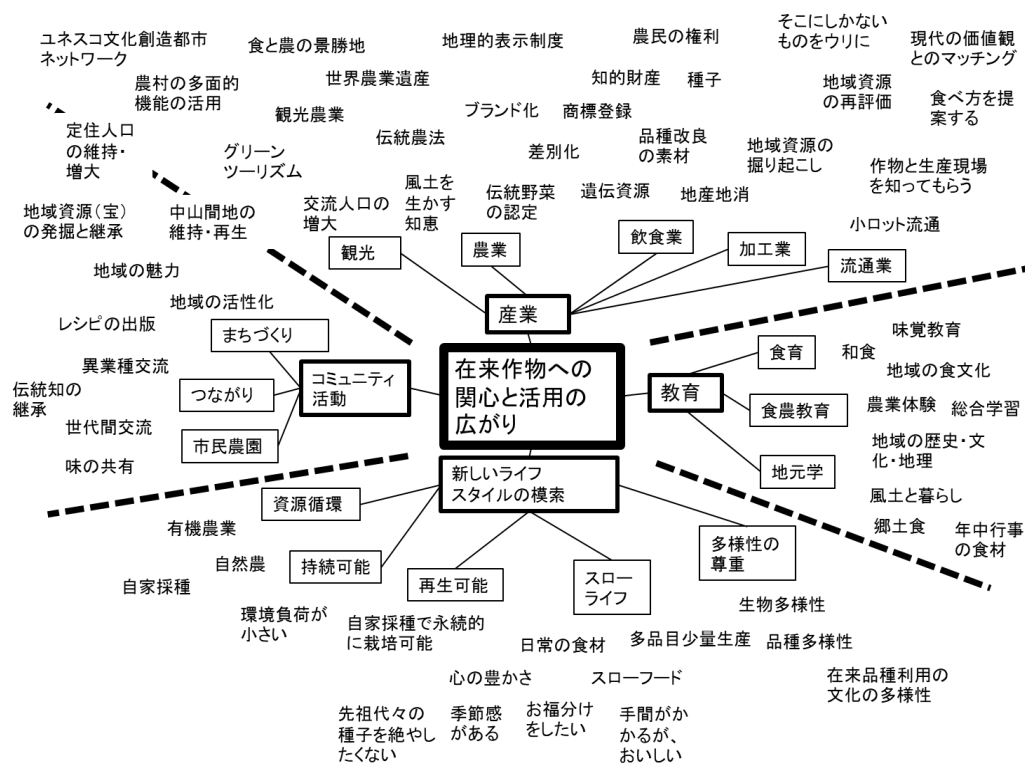 ユネスコ文化創造都市
ネットワーク
食と農の景勝地
地理的表示制度
農民の権利
そこにしかない
ものをウリに
現代の価値観
とのマッチング
農村の多面的
機能の活用
世界農業遺産
知的財産
種子
地域資源
の再評価
食べ方を提
案する
観光農業
ブランド化
商標登録
定住人口
の維持・
増大
グリーン
ツーリズム
伝統農法
差別化
品種改良
の素材
地域資源の
掘り起こし
作物と生産現場
を知ってもらう
交流人口の
増大
風土を
生かす
知恵
伝統野菜
の認定
遺伝資源
地産地消
小ロット流通
地域資源(宝)
の発掘と継承
中山間地の
維持・再生
観光
農業
飲食業
加工業
流通業
産業
地域の魅力
地域の活性化
レシピの出版
まちづくり
異業種交流
つながり
伝統知の
継承
世代間交流
市民農園
味の共有
コミュニティ
活動
在来作物への
関心と活用の
広がり
教育
食育
和食
味覚教育
地域の食文化
食農教育
農業体験
総合学習
地域の歴史・文
化・地理
地元学
風土と暮らし
郷土食
年中行事
の食材
新しいライフ
スタイルの模索
資源循環
有機農業
持続可能
自然農
自家採種
再生可能
スロー
ライフ
多様性の
尊重
環境負荷が
小さい
自家採種で永続的
に栽培可能
日常の食材
多品目少量生産
生物多様性
品種多様性
在来品種利用の
文化の多様性
心の豊かさ
スローフード
先祖代々の
種子を絶やし
たくない
季節感
がある
お福分け
をしたい
手間がか
かるが、
おいしい